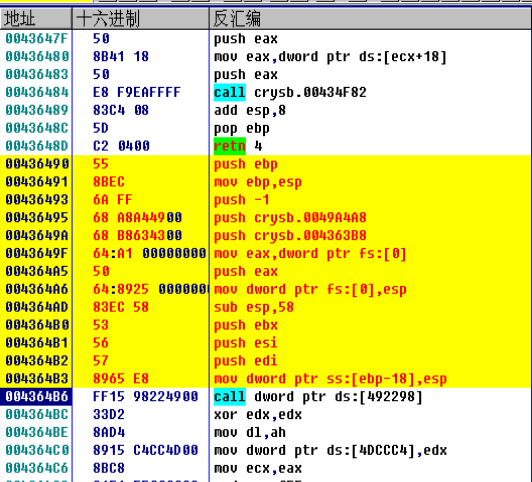 地址 十六进制 反汇编
0043647F 50 push eax
00436480 8B41 18 mov eax,dword ptr ds:[ecx+18]
00436483 50 push eax
00436484 E8 F9EAFFFF call crysb.00434F82
00436489 83C4 08 add esp,8
0043648C 5D pop ebp
0043648D C2 0400 retn 4
00436490 55 push ebp
00436491 8BEC mov ebp,esp
00436493 6A FF push -1
00436495 68 A8A44900 push crysb.0049A4A8
0043649A 68 B8634300 push crysb.004363B8
0043649F 64:A1 00000000 mov eax,dword ptr fs:[0]
004364A5 50 push eax
004364A6 64:8925 000000 mov dword ptr fs:[0],esp
004364AD 83EC 58 sub esp,58
004364B0 53 push ebx
004364B1 56 push esi
004364B2 57 push edi
004364B3 8965 E8 mov dword ptr ss:[ebp-18],esp
004364B6 FF15 98224900 call dword ptr ds:[492298]
004364BC 33D2 xor edx,edx
004364BE 8AD4 mov dl,ah
004364C0 8915 C4CC4D00 mov dword ptr ds:[4DCCC4],edx
004364C6 8BC8 mov ecx,eax